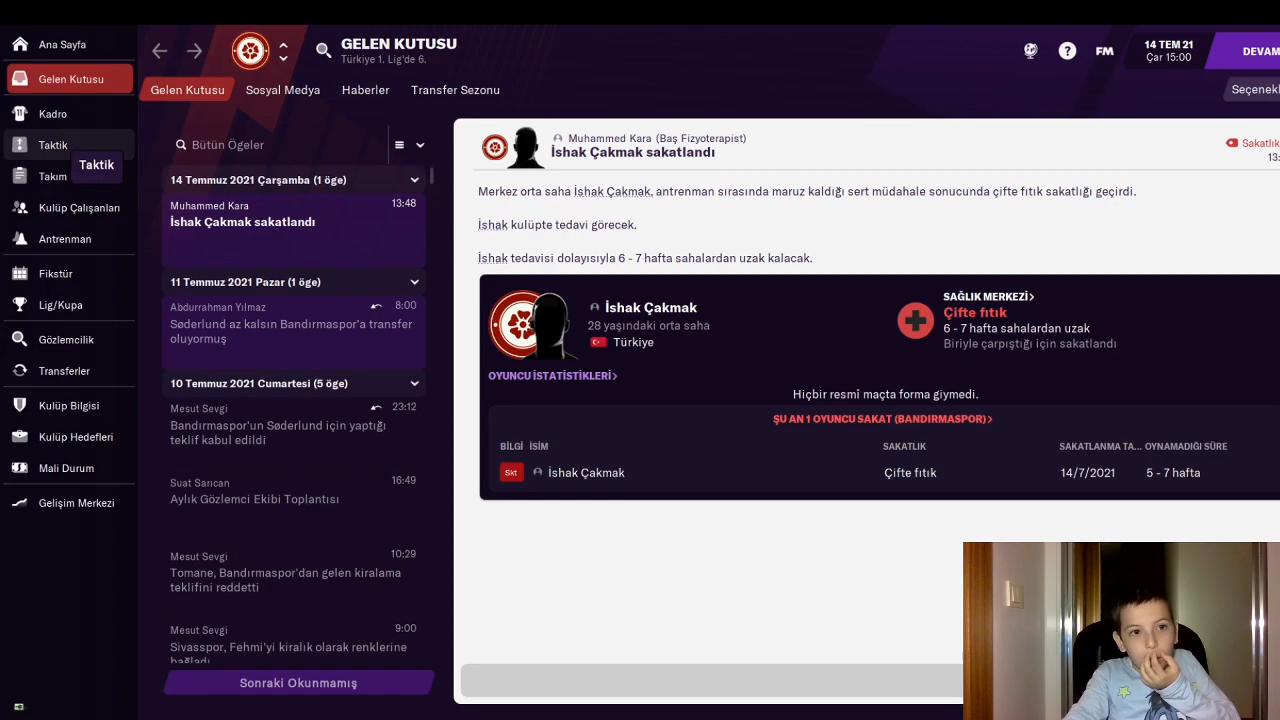 Ana Sayfa
Gelen Kutusu
Kadro
Taktik
Taktik
Takım
Kulüp Çalışanları
Antrenman
Fikstür
Lig/Kupa
Gözlemcilik
Transferler
Kulüp Bilgisi
Kulüp Hedefleri
Mali Durum
Gelişim Merkezi
GELEN KUTUSU
Türkiye 1. Lig'de 6.
?
FM
14 TEM 21
Çar 15:00
DEVAM
Gelen Kutusu
Sosyal Medya
Haberler
Transfer Sezonu
Seçenekl
Bütün Ögeler
14 Temmuz 2021 Çarşamba (1 öge)
Muhammed Kara
13:48
İshak Çakmak sakatlandı
11 Temmuz 2021 Pazar (1 öge)
Abdurrahman Yılmaz
8:00
Søderlund az kalsın Bandırmaspor'a transfer
oluyormuş
10 Temmuz 2021 Cumartesi (5 öge)
Mesut Sevgi
23:12
Bandırmaspor'un Søderlund için yaptığı
teklif kabul edildi
Suat Sarıcan
16:49
Aylık Gözlemci Ekibi Toplantısı
Mesut Sevgi
10:29
Tomane, Bandırmaspor'dan gelen kiralama
teklifini reddetti
Mesut Sevgi
9:00
Sivasspor, Fehmi'yi kiralık olarak renklerine
bağladı
Sonraki Okunmamış
Muhammed Kara (Baş Fizyoterapist)
İshak Çakmak sakatlandı
Sakatlık
13:
Merkez orta saha İshak Çakmak, antrenman sırasında maruz kaldığı sert müdahale sonucunda çifte fıtık sakatlığı geçirdi.
İshak kulüpte tedavi görecek.
İshak tedavisi dolayısıyla 6 - 7 hafta sahalardan uzak kalacak.
İshak Çakmak
28 yaşındaki orta saha
Türkiye
SAĞLIK MERKEZİ>
Çifte fıtık
6 - 7 hafta sahalardan uzak
Biriyle çarpıştığı için sakatlandı
OYUNCU İSTATİSTİKLERİ>
Hiçbir resmî maçta forma giymedi.
ŞU AN 1 OYUNCU SAKAT (BANDIRMASPOR)>
BİLGİ İSİM
SAKATLIK
SAKATLANMA TA...
OYNAMADIĞI SÜRE
Skt
İshak Çakmak
Çifte fıtık
14/7/2021
5 - 7 hafta